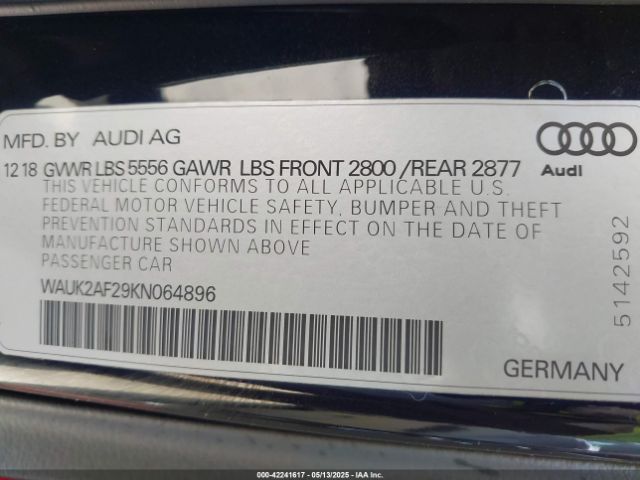 MFD. BY AUDI AG
12 18 GVWR LBS 5556 GAWR LBS FRONT 2800 /REAR 2877
Audi
THIS VEHICLE CONFORMS TO ALL APPLICABLE U.S.
FEDERAL MOTOR VEHICLE SAFETY, BUMPER AND THEFT
PREVENTION STANDARDS IN EFFECT ON THE DATE OF
MANUFACTURE SHOWN ABOVE
PASSENGER CAR
WAUK2AF29KN064896
5142592
GERMANY
000-42241617 — 05/13/2025 — IAA Inc.